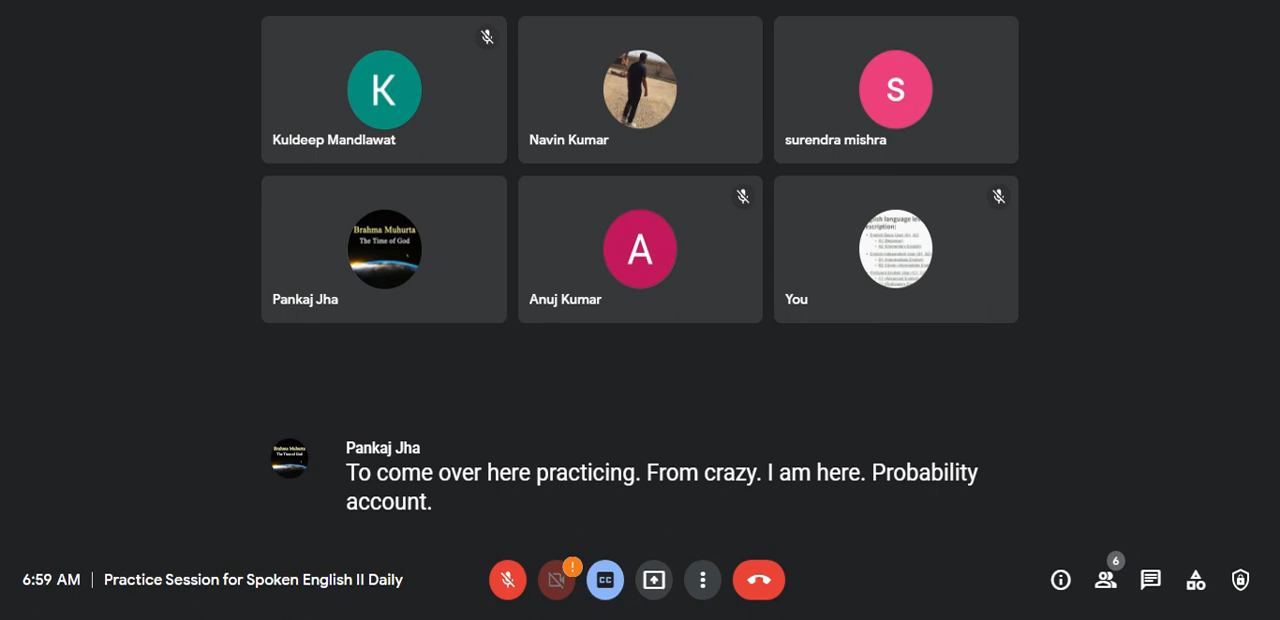 K
Kuldeep Mandlawat
Navin Kumar
S
surendra mishra
Brahma Muhurta
The Time of God
Pankaj Jha
A
Anuj Kumar
You
Pankaj Jha
To come over here practicing. From crazy. I am here. Probability
account.
6:59 AM | Practice Session for Spoken English II Daily
!
CC
6